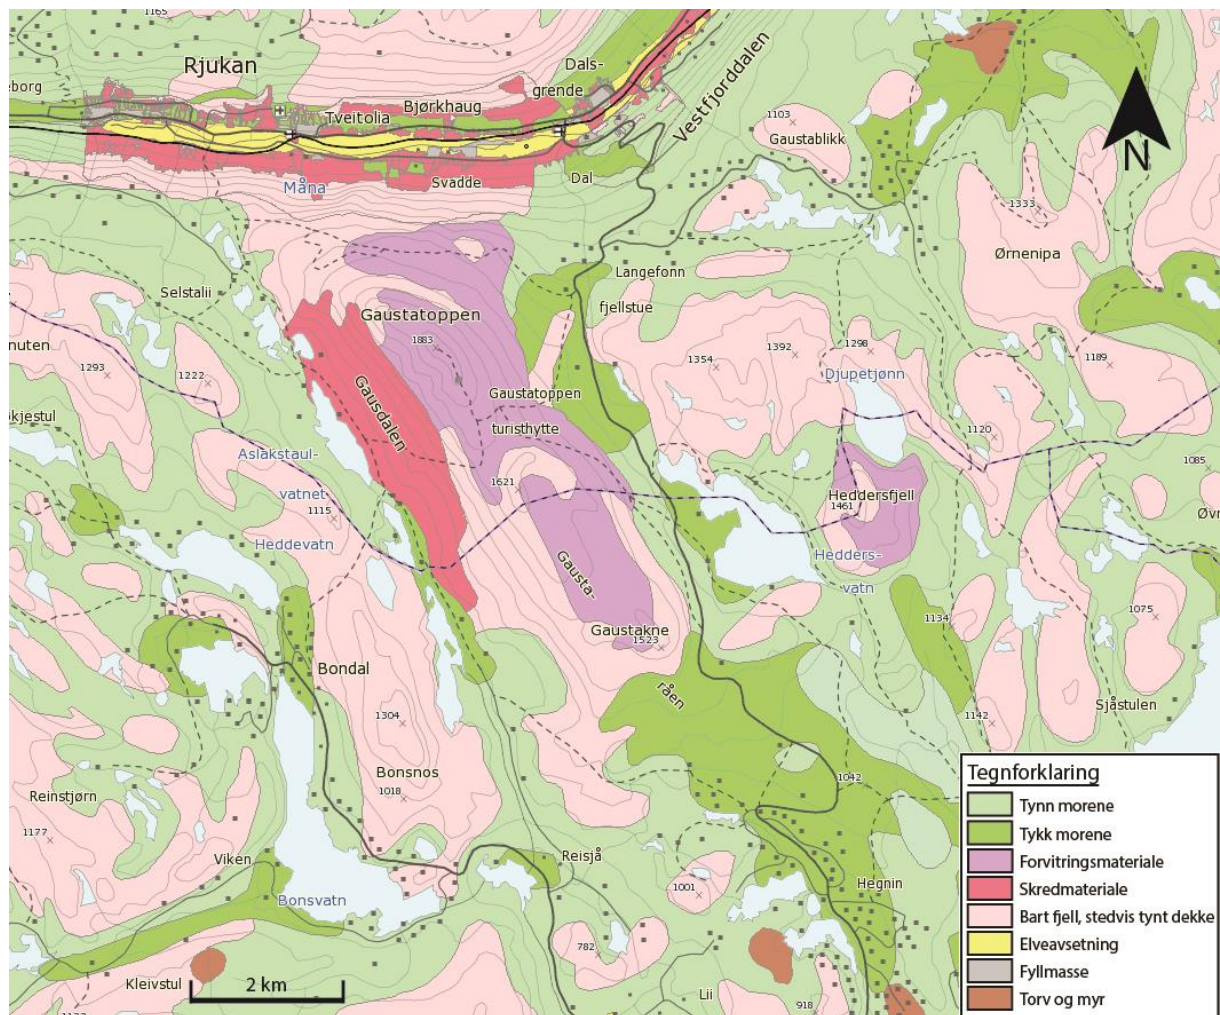 1165
Rjukan
Dals-
grende
Vestfjorddalen
eborg
Bjørkhaug
Tveitolia
1103
Gaustablikk
N
Måna
Svadde
Dal
1333
Ørnenipa
Selstalii
Langefonn
fjellstue
Gaustatoppen
1883
nuten
1293
1222
1354
1392
1298
1189
Djupetjønn
Gausdalen
Gaustatoppen
turisthytte
kjestul
1120
Aslakstaul-
vatnet
1115
1621
Heddersfjell
1461
1085
Øvr
Heddevatn
Hedders-
vatn
Gausta-
råen
1134
1075
Gaustakne
1523
Bondal
1304
1142
Sjåstulen
Bonsnos
1018
1042
Reinstjørn
1177
Viken
Reisjå
1001
Hegnin
Bonsvatn
782
Kleivstul
2 km
Lii
918
Tegnforklaring
Tynn morene
Tykk morene
Forvitringsmateriale
Skredmateriale
Bart fjell, stedvis tynt dekke
Elveavsetning
Fyllmasse
Torv og myr